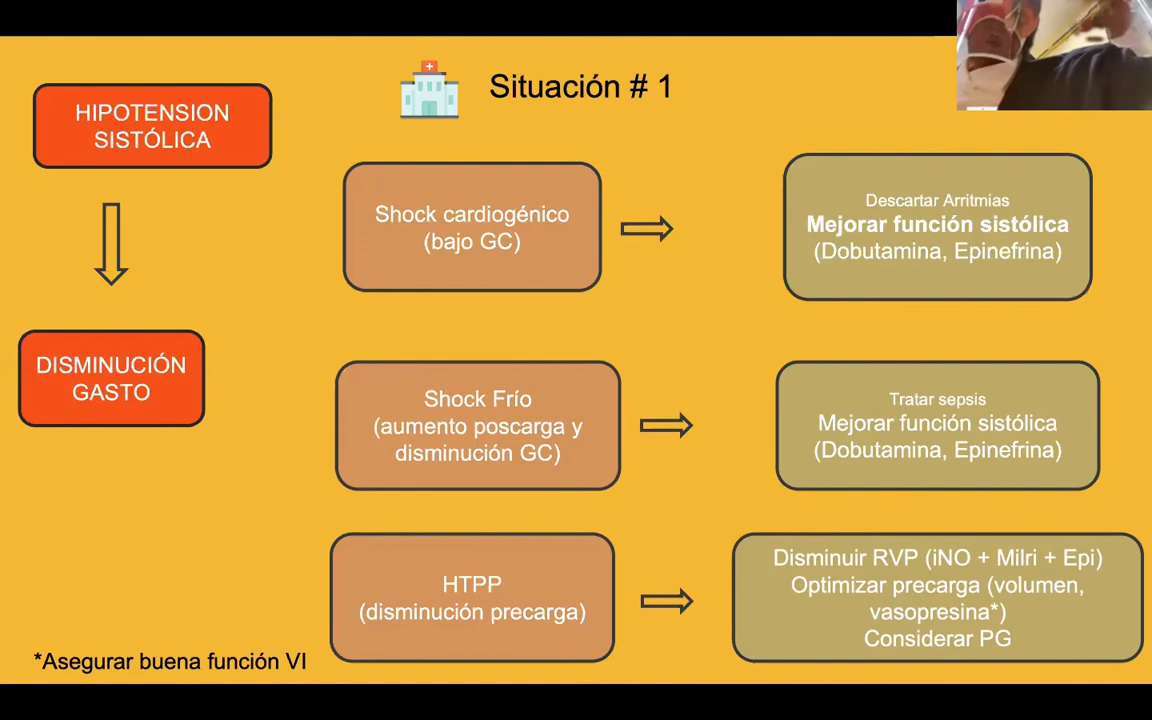 Situación # 1
HIPOTENSION
SISTÓLICA
DISMINUCIÓN
GASTO
Shock cardiogénico
(bajo GC)
Descartar Arritmias
Mejorar función sistólica
(Dobutamina, Epinefrina)
Shock Frío
(aumento poscarga y
disminución GC)
Tratar sepsis
Mejorar función sistólica
(Dobutamina, Epinefrina)
HTPP
(disminución precarga)
Disminuir RVP (iNO + Milri + Epi)
Optimizar precarga (volumen,
vasopresina*)
Considerar PG
*Asegurar buena función VI